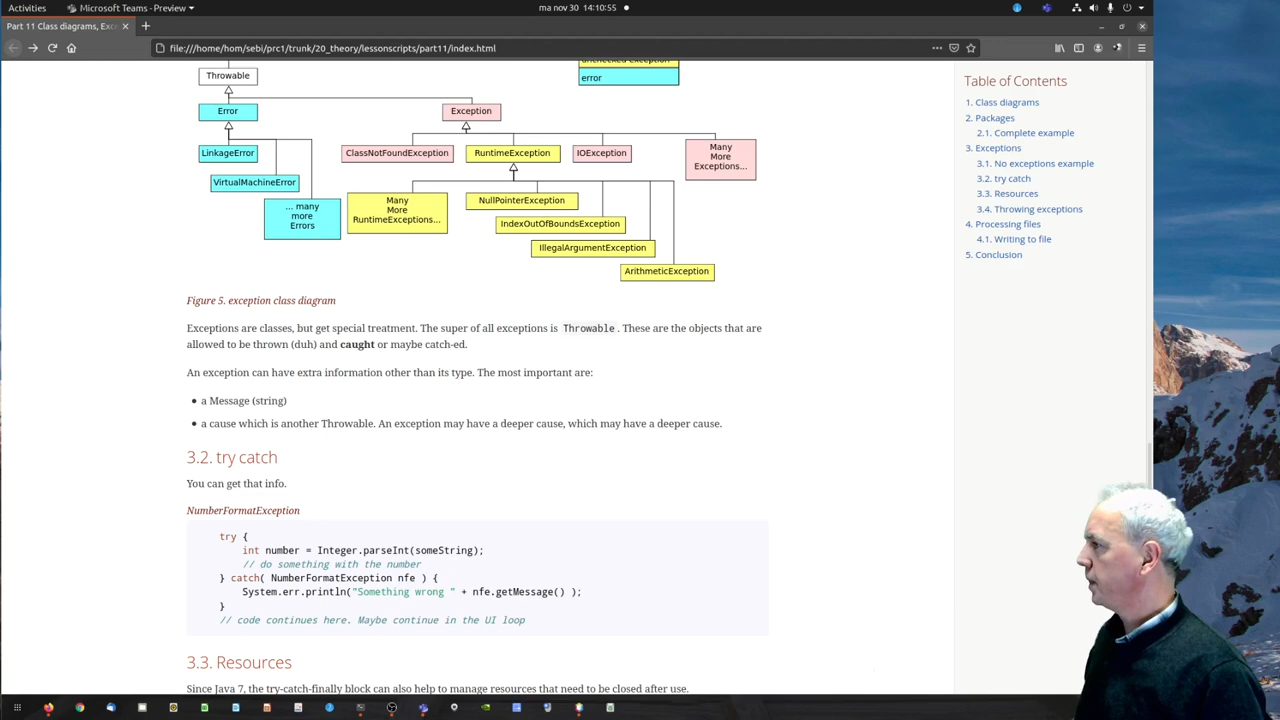 Activities
Microsoft Teams - Preview
ma nov 30 14:10:55
Part 11 Class diagrams, Exc
file:///home/hom/sebi/prc1/trunk/20_theory/lessonscripts/part11/index.html
Throwable
unchecked exception
error
Error
Exception
LinkageError
ClassNotFoundException
RuntimeException
IOException
Many
More
Exceptions...
VirtualMachineError
... many
more
Errors
Many
More
RuntimeExceptions...
NullPointerException
IndexOutOfBoundsException
IllegalArgumentException
ArithmeticException
Figure 5. exception class diagram
Exceptions are classes, but get special treatment. The super of all exceptions is Throwable. These are the objects that are
allowed to be thrown (duh) and caught or maybe catch-ed.
An exception can have extra information other than its type. The most important are:
• a Message (string)
• a cause which is another Throwable. An exception may have a deeper cause, which may have a deeper cause.
3.2. try catch
You can get that info.
NumberFormatException
try {
int number = Integer.parseInt(someString);
// do something with the number
} catch( NumberFormatException nfe ) {
System.err.println("Something wrong " + nfe.getMessage() );
}
// code continues here. Maybe continue in the UI loop
3.3. Resources
Since Java 7, the try-catch-finally block can also help to manage resources that need to be closed after use.
Table of Contents
1. Class diagrams
2. Packages
2.1. Complete example
3. Exceptions
3.1. No exceptions example
3.2. try catch
3.3. Resources
3.4. Throwing exceptions
4. Processing files
4.1. Writing to file
5. Conclusion